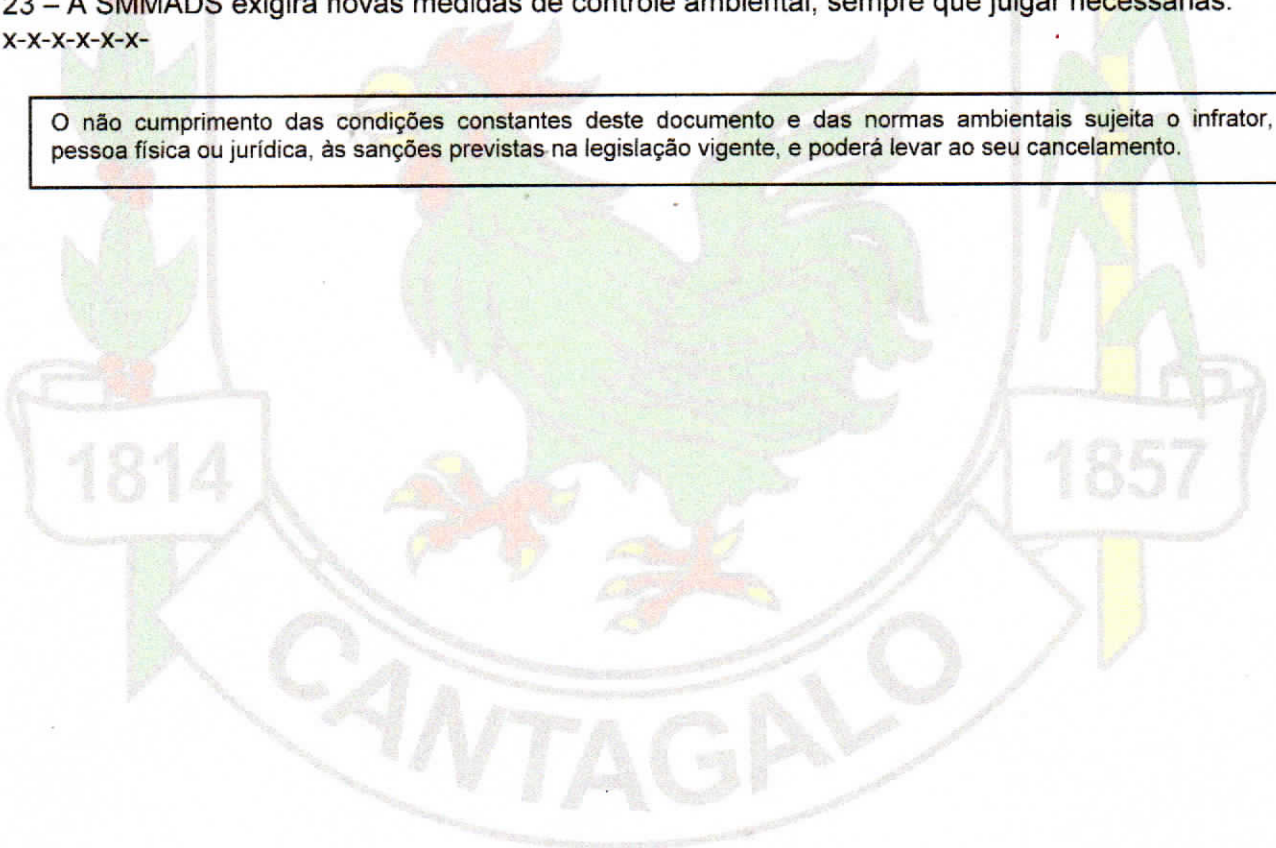 23 – A SMMADS exigirá novas medidas de controle ambiental, sempre que julgar necessárias.
x-x-x-x-x-x-
O não cumprimento das condições constantes deste documento e das normas ambientais sujeita o infrator,
pessoa física ou jurídica, às sanções previstas na legislação vigente, e poderá levar ao seu cancelamento.
1814
1857
CANTAGALO